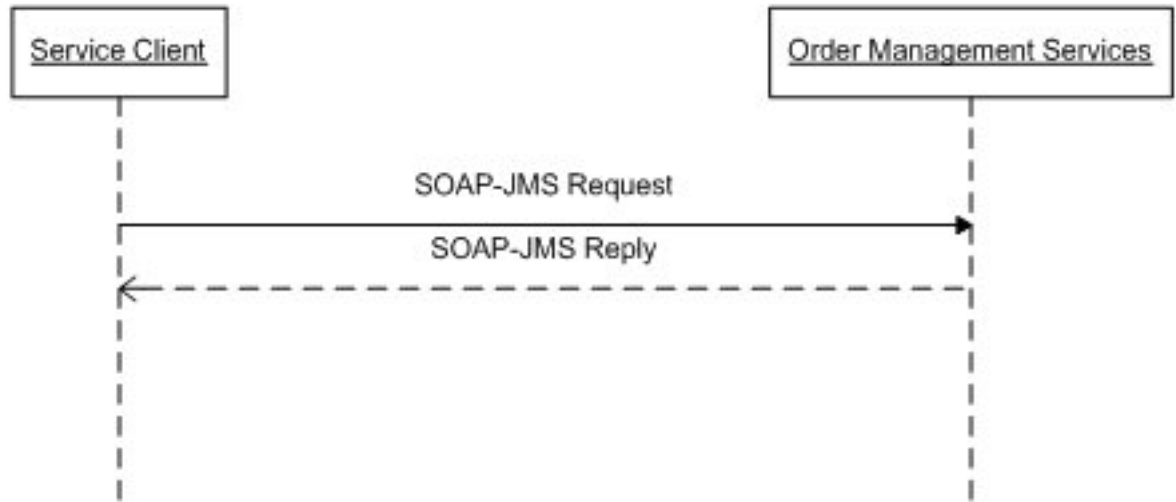 Service Client
Order Management Services
SOAP-JMS Request
SOAP-JMS Reply